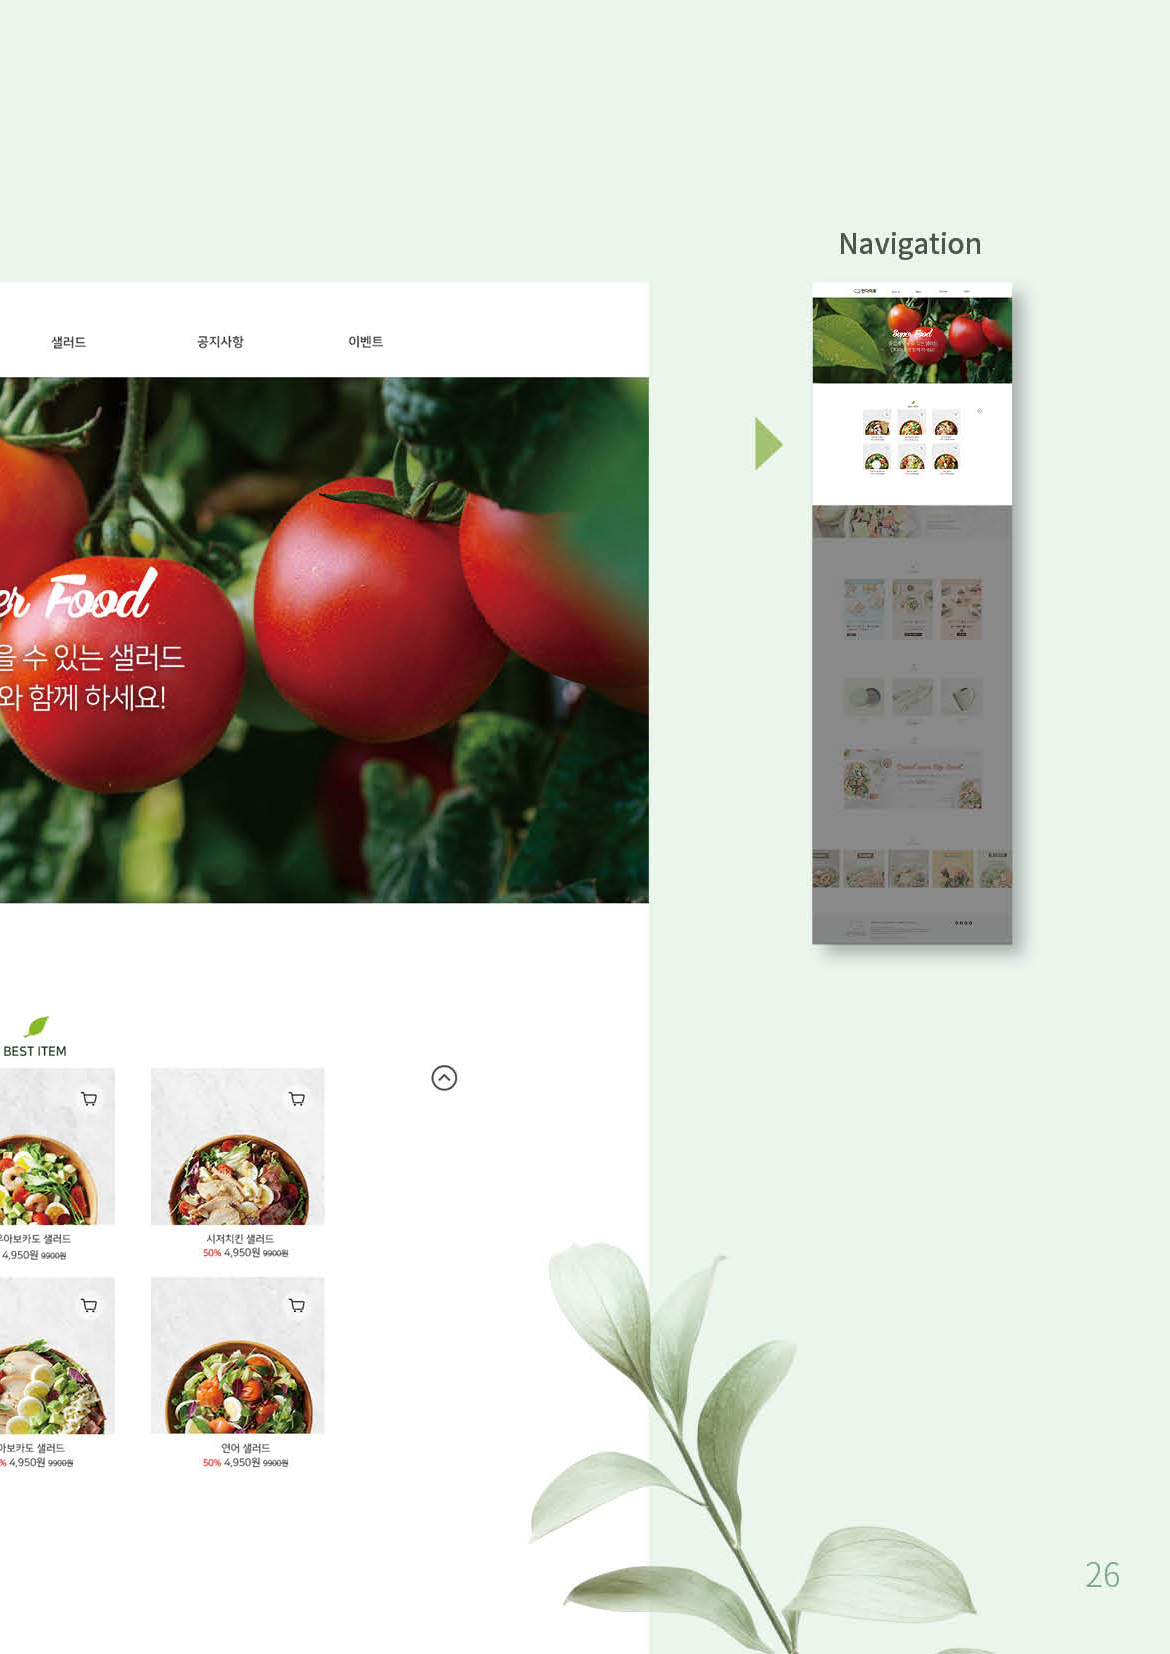 Navigation
샐러드
공지사항
이벤트
Food
수 있는 샐러드
함께 하세요!
Super Food
BEST ITEM
아보카도 샐러드
4,950원 9900원
시저치킨 샐러드
50% 4,950원 9900원
아보카도 샐러드
4,950원 9900원
연어 샐러드
50% 4,950원 9900원
26